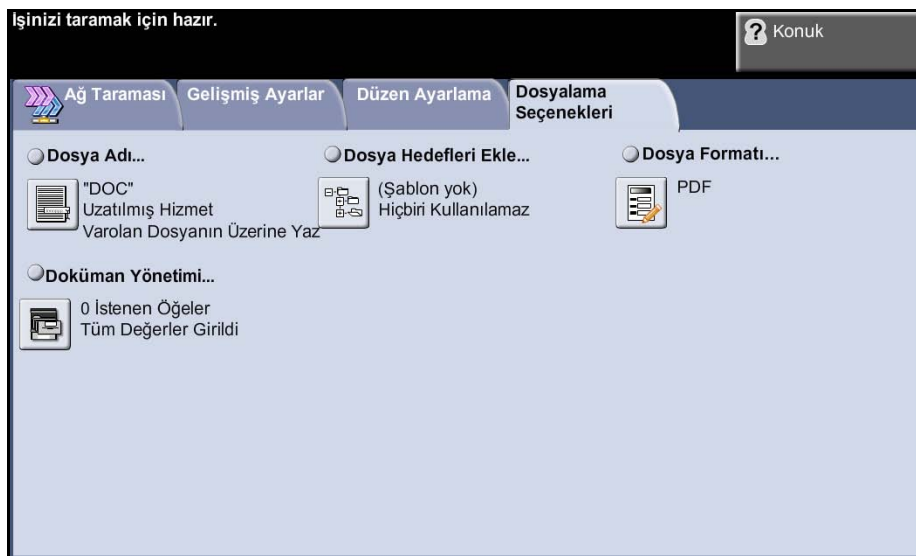 İşinizi taramak için hazır.
Konuk
Ağ Taraması
Gelişmiş Ayarlar
Düzen Ayarlama
Dosyalama
Seçenekleri
Dosya Adı...
"DOC"
Uzatılmış Hizmet
Varolan Dosyanın Üzerine Yaz
Dosya Hedefleri Ekle...
(Şablon yok)
Hiçbiri Kullanılamaz
Dosya Formatı...
PDF
Doküman Yönetimi...
0 İstenen Öğeler
Tüm Değerler Girildi